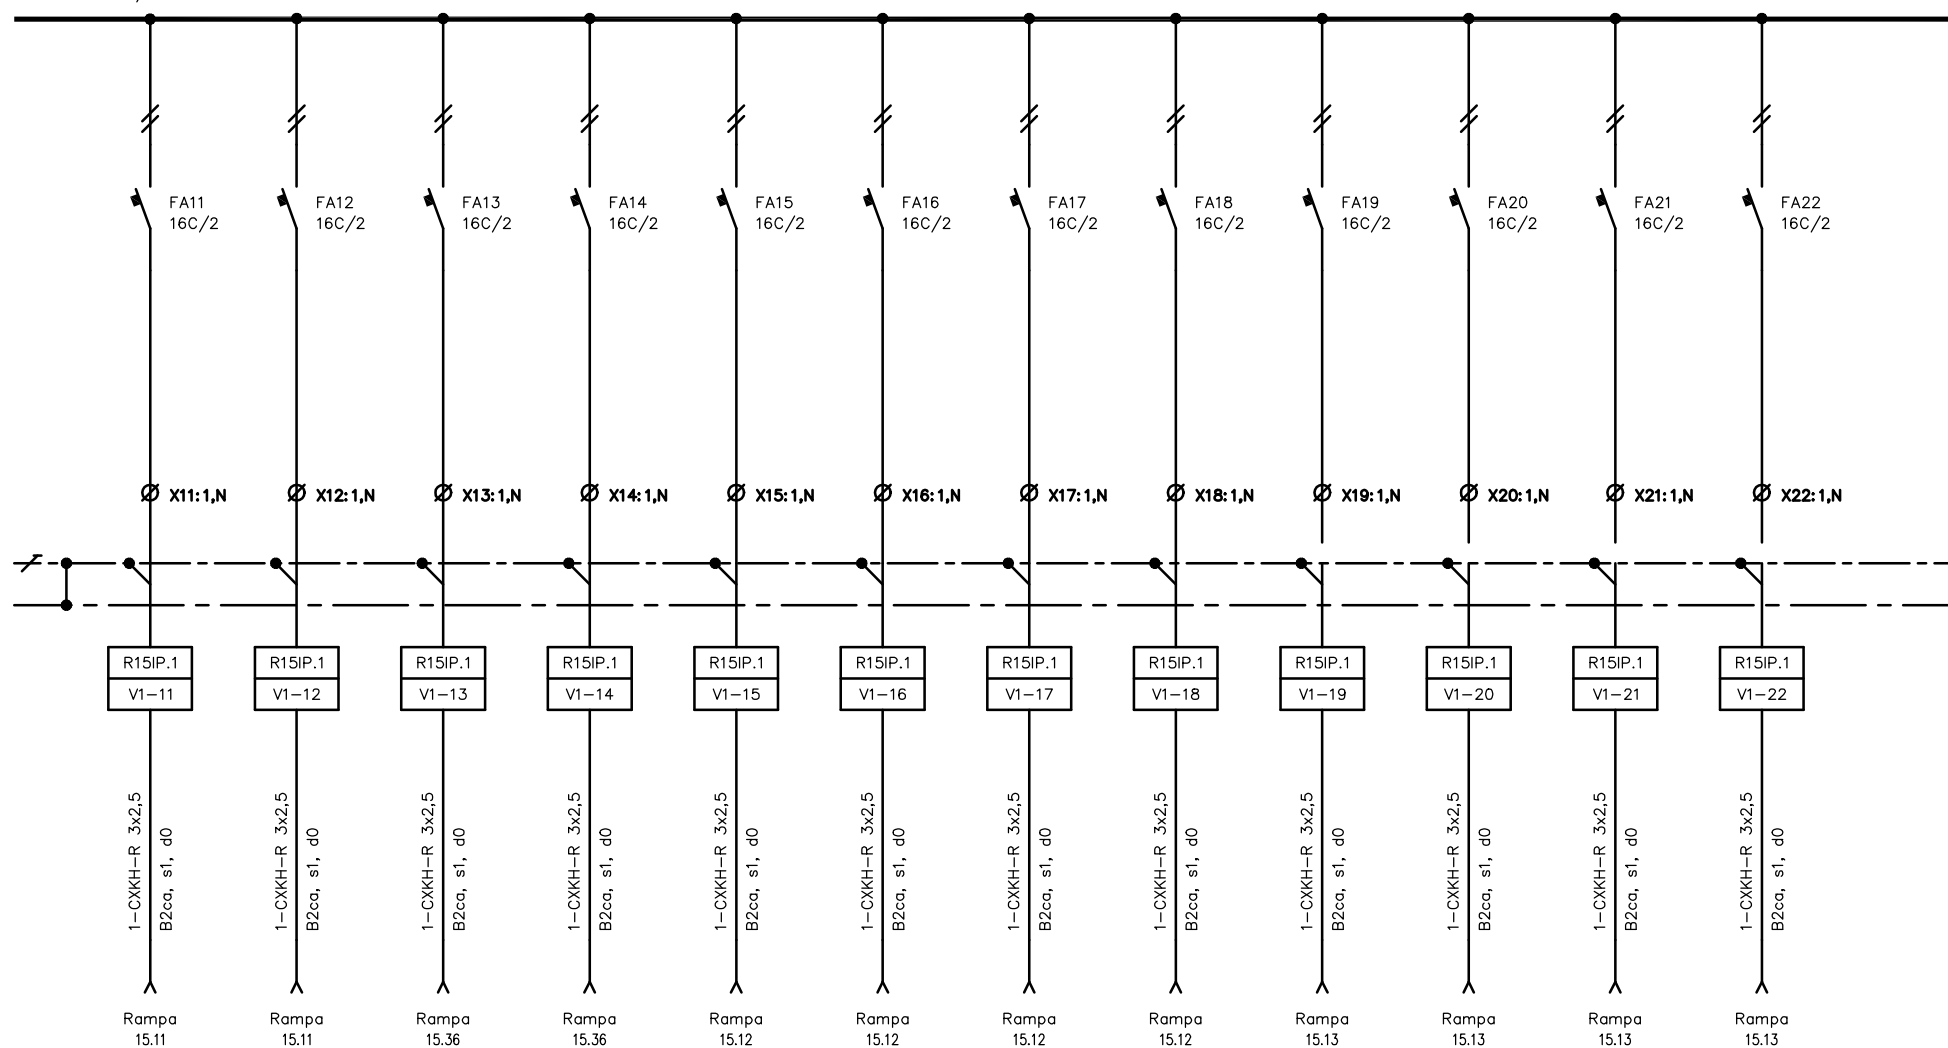 FA11 FA12 FA13 FA14 FA15 FA16 FA17 FA18 FA19 FA20 FA21 FA22
16C/2 16C/2 16C/2 16C/2 16C/2 16C/2 16C/2 16C/2 16C/2 16C/2 16C/2 16C/2
X11:1,N X12:1,N X13:1,N X14:1,N X15:1,N X16:1,N X17:1,N X18:1,N X19:1,N X20:1,N X21:1,N X22:1,N
R15IP.1 R15IP.1 R15IP.1 R15IP.1 R15IP.1 R15IP.1 R15IP.1 R15IP.1 R15IP.1 R15IP.1 R15IP.1 R15IP.1
V1-11 V1-12 V1-13 V1-14 V1-15 V1-16 V1-17 V1-18 V1-19 V1-20 V1-21 V1-22
1-CXKH-R 3x2,5
B2ca, s1, d0
1-CXKH-R 3x2,5
B2ca, s1, d0
1-CXKH-R 3x2,5
B2ca, s1, d0
1-CXKH-R 3x2,5
B2ca, s1, d0
1-CXKH-R 3x2,5
B2ca, s1, d0
1-CXKH-R 3x2,5
B2ca, s1, d0
1-CXKH-R 3x2,5
B2ca, s1, d0
1-CXKH-R 3x2,5
B2ca, s1, d0
1-CXKH-R 3x2,5
B2ca, s1, d0
1-CXKH-R 3x2,5
B2ca, s1, d0
1-CXKH-R 3x2,5
B2ca, s1, d0
1-CXKH-R 3x2,5
B2ca, s1, d0
Rampa Rampa Rampa Rampa Rampa Rampa Rampa Rampa Rampa Rampa Rampa Rampa
15.11 15.11 15.36 15.36 15.12 15.12 15.12 15.12 15.13 15.13 15.13 15.13